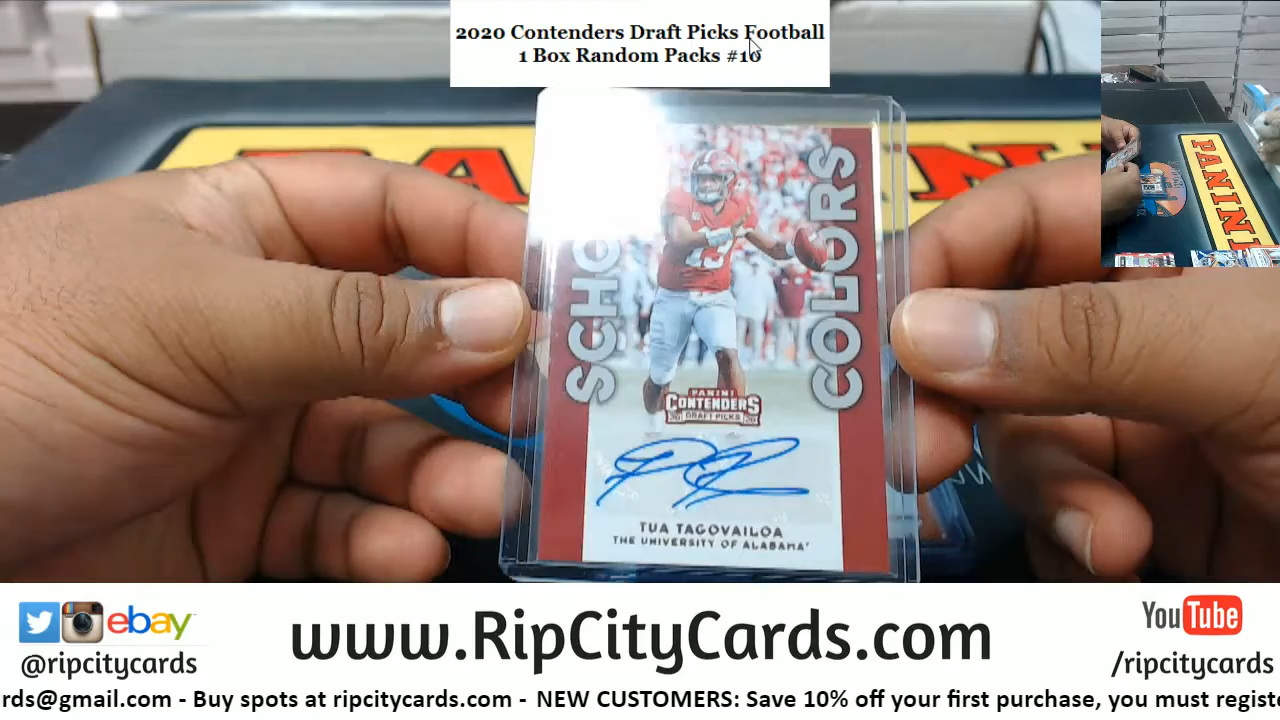 2020 Contenders Draft Picks Football
1 Box Random Packs #10
PANINI
SCHO
COLORS
PANINI
CONTENDERS
DRAFT PICKS
TUA TAGOVAILOA
THE UNIVERSITY OF ALABAMA
ebay
@ripcitycards
www.RipCityCards.com
YouTube
/ripcitycards
rds@gmail.com - Buy spots at ripcitycards.com - NEW CUSTOMERS: Save 10% off your first purchase, you must registe